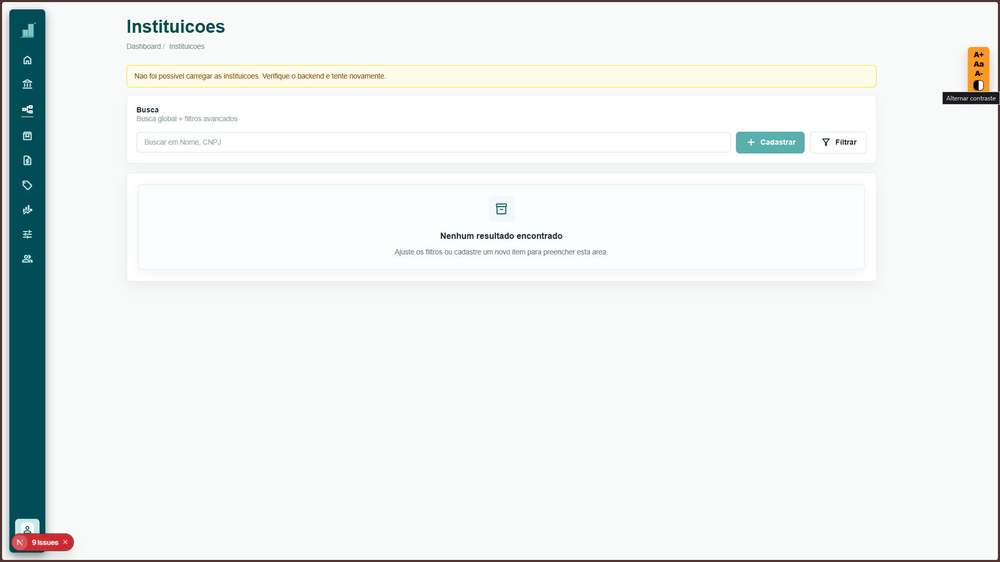 Instituicoes
Dashboard / Instituicoes
Nao foi possivel carregar as instituicoes. Verifique o backend e tente novamente.
A+
Aa
A-
Alternar contraste
Busca
Busca global + filtros avancados
Buscar em Nome, CNPJ
Cadastrar
Filtrar
Nenhum resultado encontrado
Ajuste os filtros ou cadastre um novo item para preencher esta area.
N 9 Issues